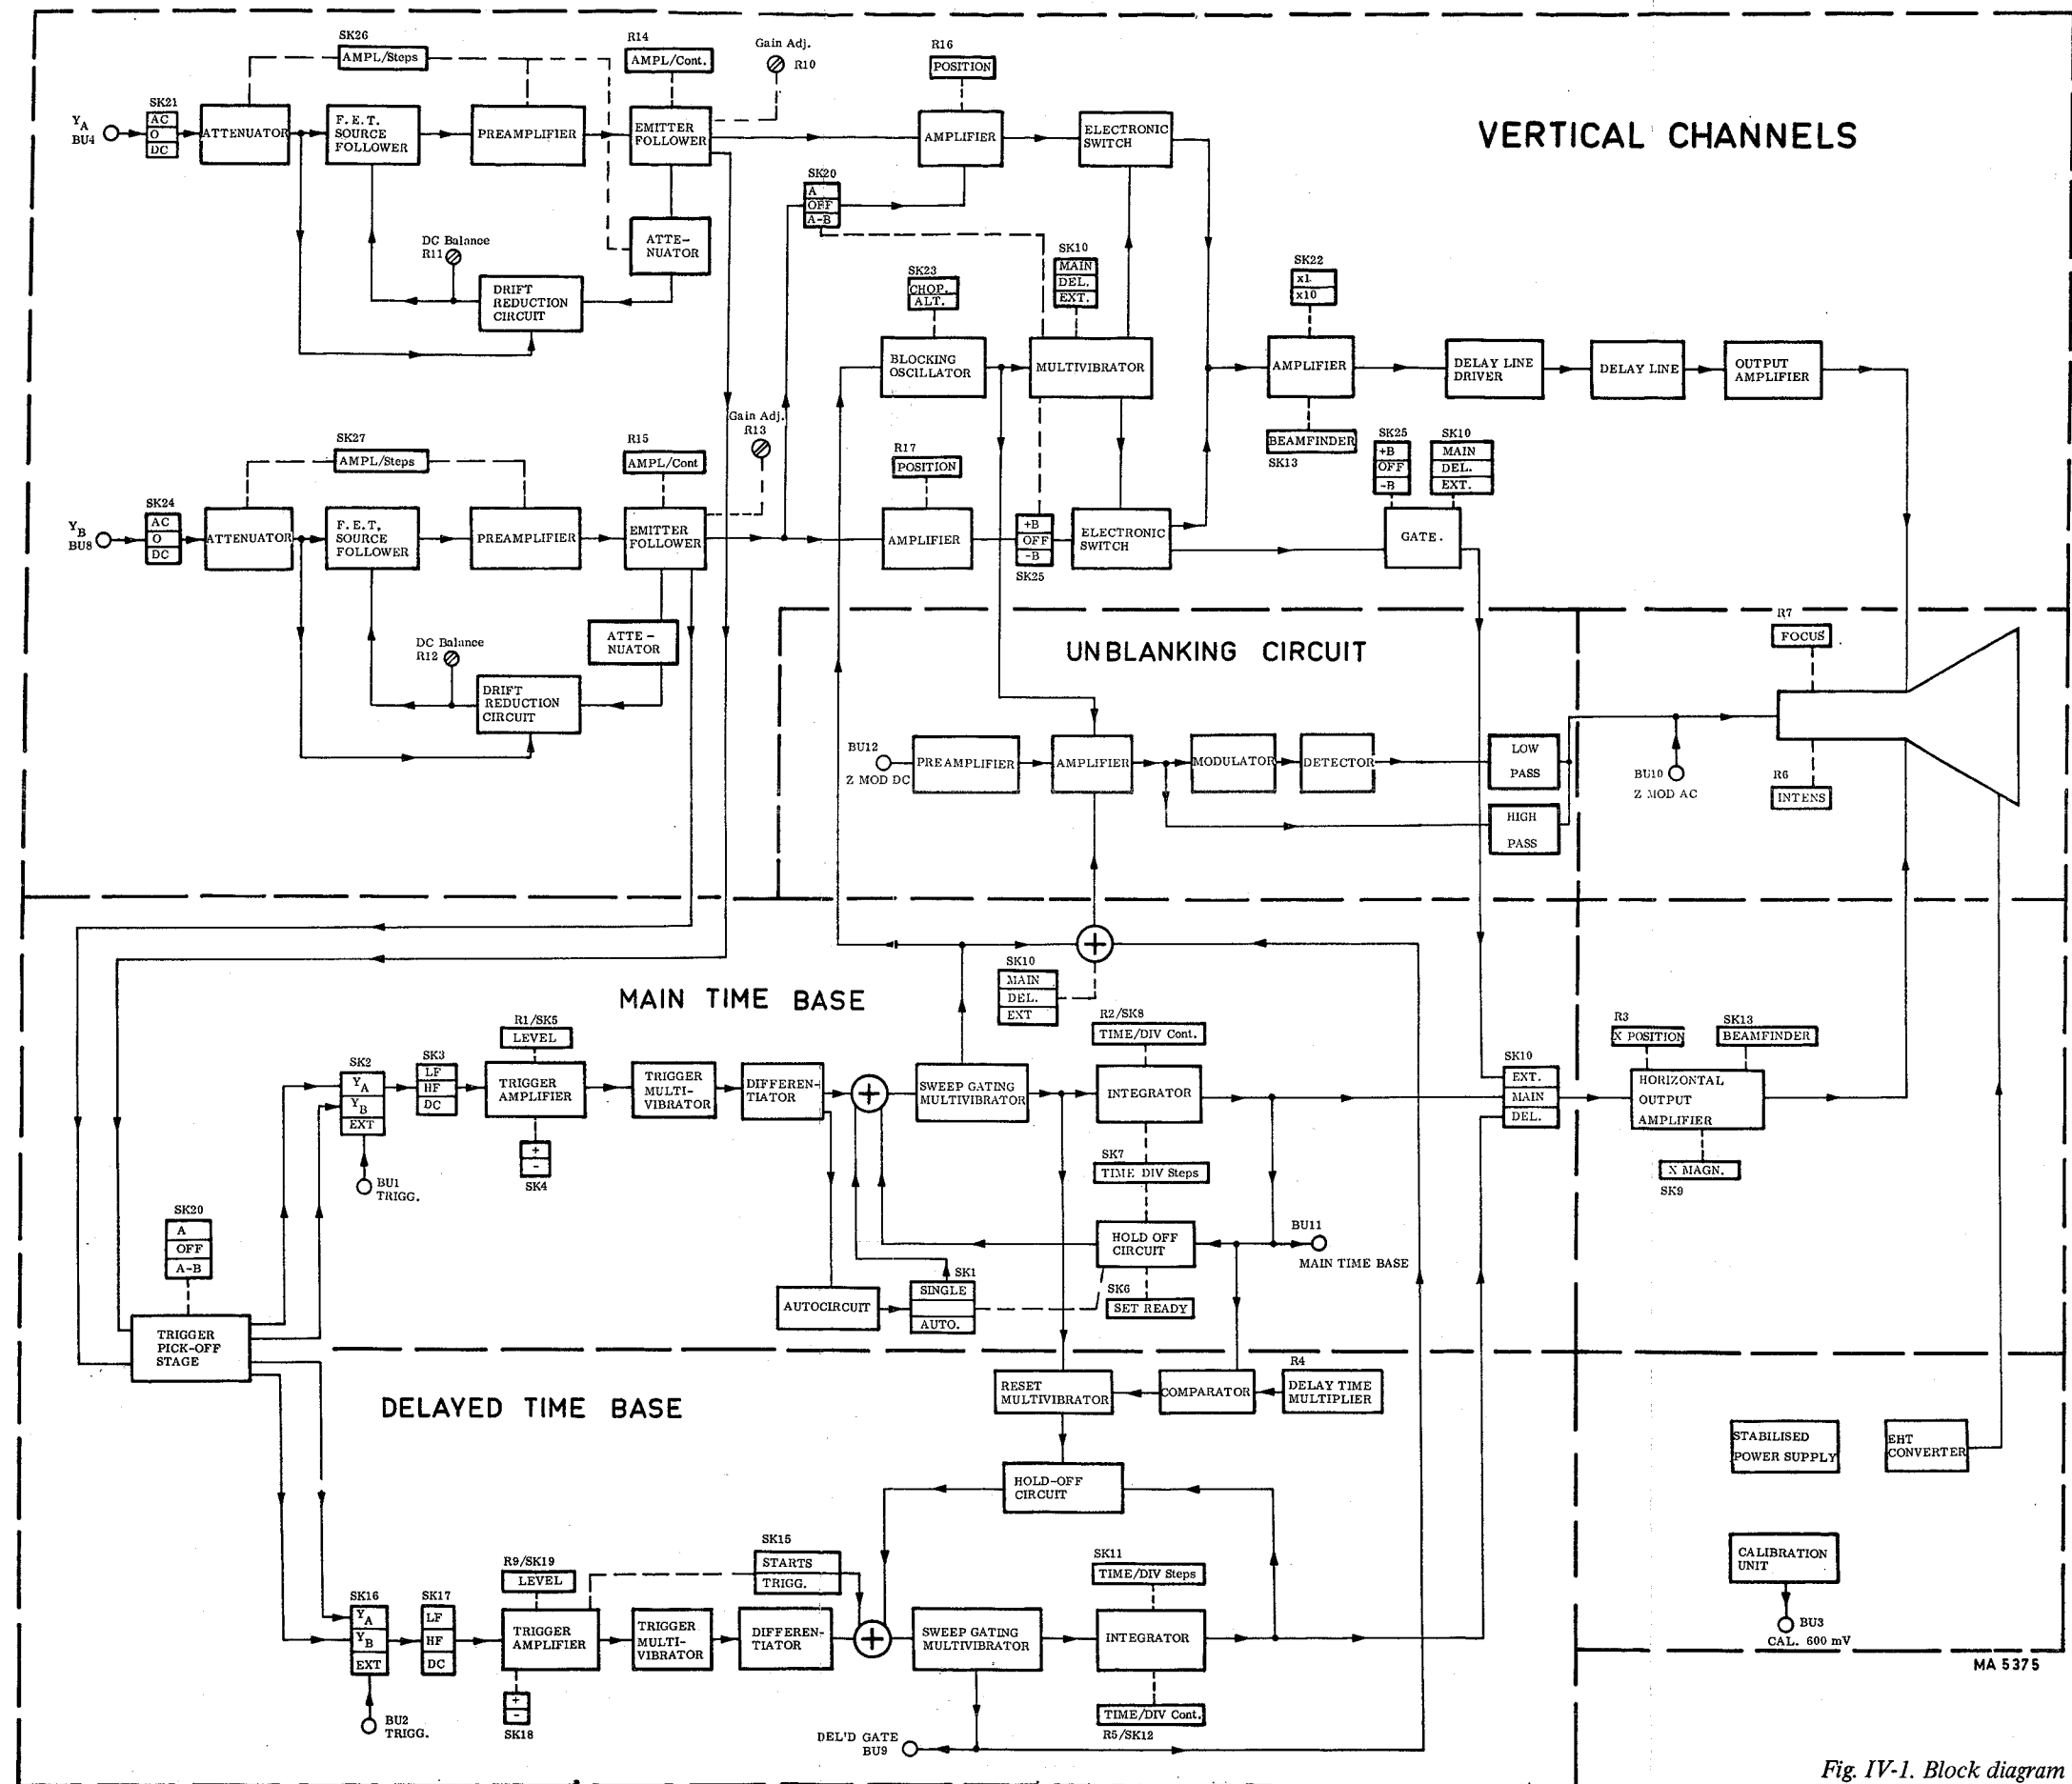 SK26
AMPL/Steps
R14
AMPL/Cont.
Gain Adj.
R10
R16
POSITION
VERTICAL CHANNELS
YA
BU4
SK21
AC
O
DC
ATTENUATOR
F.E.T.
SOURCE
FOLLOWER
PREAMPLIFIER
EMITTER
FOLLOWER
AMPLIFIER
ELECTRONIC
SWITCH
SK20
A
OFF
A-B
DC Balance
R11
ATTE-
NUATOR
DRIFT
REDUCTION
CIRCUIT
SK23
CHOP.
ALT.
SK10
MAIN
DEL.
EXT.
SK22
x1
x10
BLOCKING
OSCILLATOR
MULTIVIBRATOR
AMPLIFIER
DELAY LINE
DRIVER
DELAY LINE
OUTPUT
AMPLIFIER
BEAMFINDER
SK13
SK27
AMPL/Steps
R15
AMPL/Cont
Gain Adj.
R13
R17
POSITION
SK25
+B
OFF
-B
SK10
MAIN
DEL.
EXT.
YB
BU8
SK24
AC
O
DC
ATTENUATOR
F.E.T.
SOURCE
FOLLOWER
PREAMPLIFIER
EMITTER
FOLLOWER
AMPLIFIER
+B
OFF
-B
SK25
ELECTRONIC
SWITCH
GATE.
DC Balance
R12
ATTE-
NUATOR
DRIFT
REDUCTION
CIRCUIT
UNBLANKING CIRCUIT
R7
FOCUS
BU12
Z MOD DC
PREAMPLIFIER
AMPLIFIER
MODULATOR
DETECTOR
LOW
PASS
HIGH
PASS
BU10
Z MOD AC
R6
INTENS
MAIN TIME BASE
SK10
MAIN
DEL.
EXT
R1/SK5
LEVEL
R2/SK8
TIME/DIV Cont.
SK2
YA
YB
EXT
SK3
LF
HF
DC
TRIGGER
AMPLIFIER
TRIGGER
MULTI-
VIBRATOR
DIFFEREN-
TIATOR
+
SWEEP GATING
MULTIVIBRATOR
INTEGRATOR
SK10
EXT.
MAIN
DEL.
R3
X POSITION
SK13
BEAMFINDER
HORIZONTAL
OUTPUT
AMPLIFIER
X MAGN.
SK9
BU1
TRIGG.
+
-
SK4
SK7
TIME DIV Steps
HOLD OFF
CIRCUIT
BU11
MAIN TIME BASE
SK20
A
OFF
A-B
AUTOCIRCUIT
SK1
SINGLE
AUTO.
SK6
SET READY
TRIGGER
PICK-OFF
STAGE
DELAYED TIME BASE
RESET
MULTIVIBRATOR
COMPARATOR
R4
DELAY TIME
MULTIPLIER
HOLD-OFF
CIRCUIT
STABILISED
POWER SUPPLY
EHT
CONVERTER
CALIBRATION
UNIT
BU3
CAL. 600 mV
SK16
YA
YB
EXT
SK17
LF
HF
DC
R9/SK19
LEVEL
TRIGGER
AMPLIFIER
TRIGGER
MULTI-
VIBRATOR
SK15
STARTS
TRIGG.
DIFFEREN-
TIATOR
+
SWEEP GATING
MULTIVIBRATOR
SK11
TIME/DIV Steps
INTEGRATOR
TIME/DIV Cont.
R5/SK12
BU2
TRIGG.
+
-
SK18
DEL'D GATE
BU9
MA 5375
Fig. IV-1. Block diagram